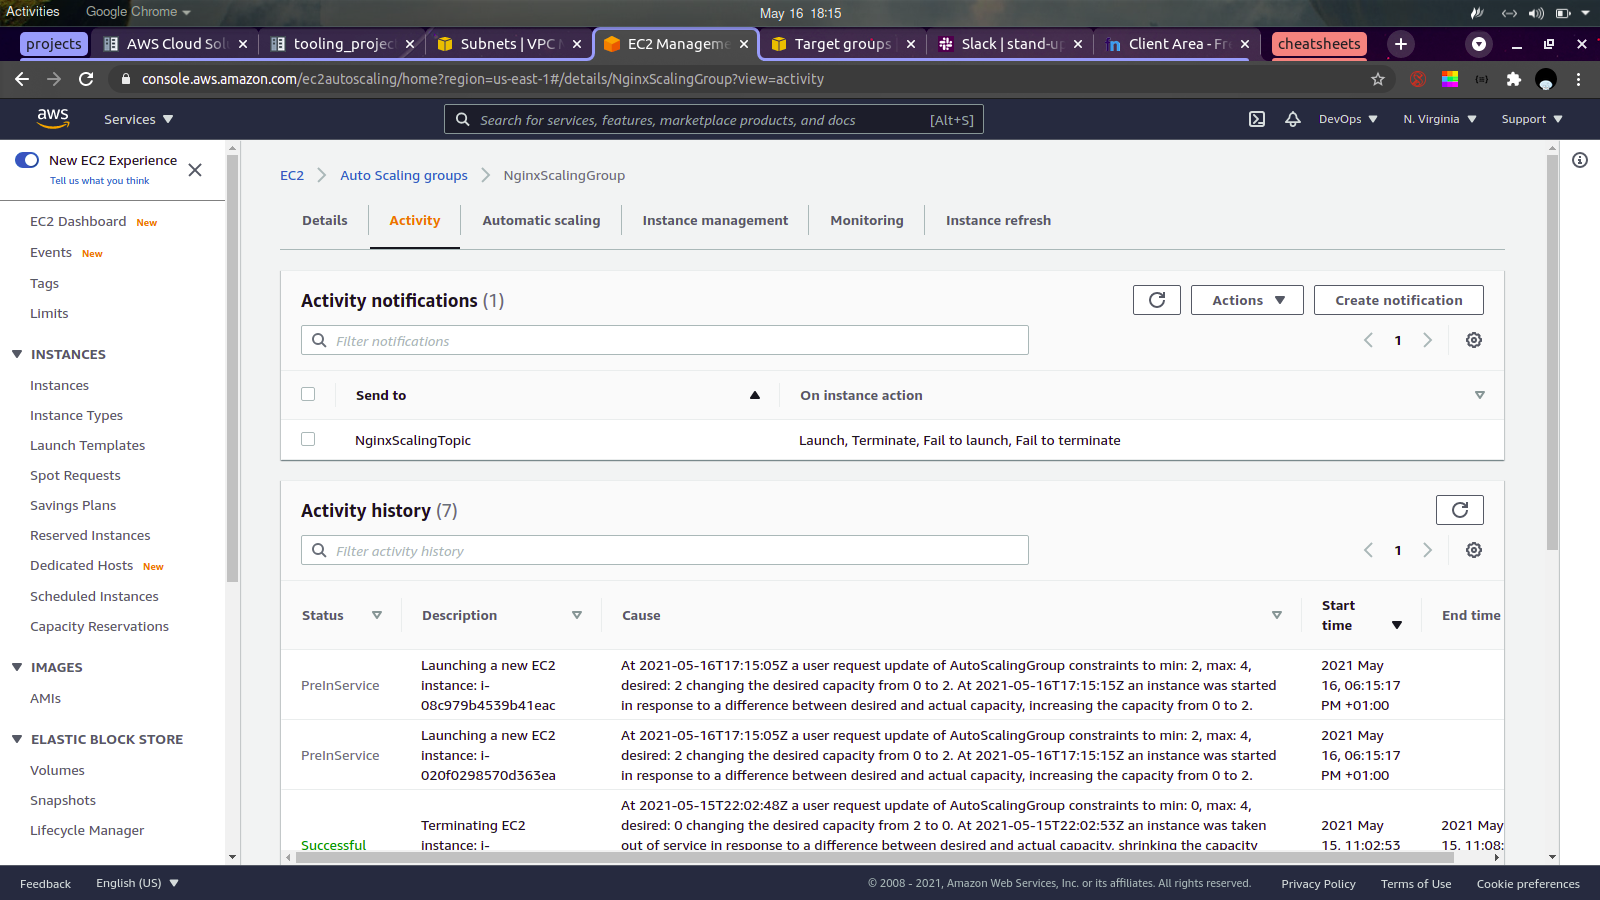 Activities
Google Chrome
May 16 18:15
projects
AWS Cloud Sol
tooling_projec
Subnets | VPC M
EC2 Manageme
Target groups
Slack | stand-up
Client Area - Fr
cheatsheets
console.aws.amazon.com/ec2autoscaling/home?region=us-east-1#/details/NginxScalingGroup?view=activity
aws
Services
Search for services, features, marketplace products, and docs
[Alt+S]
DevOps
N. Virginia
Support
New EC2 Experience
Tell us what you think
EC2 Dashboard New
Events New
Tags
Limits
INSTANCES
Instances
Instance Types
Launch Templates
Spot Requests
Savings Plans
Reserved Instances
Dedicated Hosts New
Scheduled Instances
Capacity Reservations
IMAGES
AMIs
ELASTIC BLOCK STORE
Volumes
Snapshots
Lifecycle Manager
EC2
Auto Scaling groups
NginxScalingGroup
Details
Activity
Automatic scaling
Instance management
Monitoring
Instance refresh
Activity notifications (1)
Actions
Create notification
Filter notifications
1
Send to
On instance action
NginxScalingTopic
Launch, Terminate, Fail to launch, Fail to terminate
Activity history (7)
Filter activity history
1
Status
Description
Cause
Start
time
End time
PreInService
Launching a new EC2
instance: i-
08c979b4539b41eac
At 2021-05-16T17:15:05Z a user request update of AutoScalingGroup constraints to min: 2, max: 4,
desired: 2 changing the desired capacity from 0 to 2. At 2021-05-16T17:15:15Z an instance was started
in response to a difference between desired and actual capacity, increasing the capacity from 0 to 2.
2021 May
16, 06:15:17
PM +01:00
PreInService
Launching a new EC2
instance: i-
020f0298570d363ea
At 2021-05-16T17:15:05Z a user request update of AutoScalingGroup constraints to min: 2, max: 4,
desired: 2 changing the desired capacity from 0 to 2. At 2021-05-16T17:15:15Z an instance was started
in response to a difference between desired and actual capacity, increasing the capacity from 0 to 2.
2021 May
16, 06:15:17
PM +01:00
Successful
Terminating EC2
instance: i-
At 2021-05-15T22:02:48Z a user request update of AutoScalingGroup constraints to min: 0, max: 4,
desired: 0 changing the desired capacity from 2 to 0. At 2021-05-15T22:02:53Z an instance was taken
out of service in response to a difference between desired and actual capacity, shrinking the capacity
2021 May
15, 11:02:53
2021 May
15, 11:08:
Feedback
English (US)
© 2008 - 2021, Amazon Web Services, Inc. or its affiliates. All rights reserved.
Privacy Policy
Terms of Use
Cookie preferences